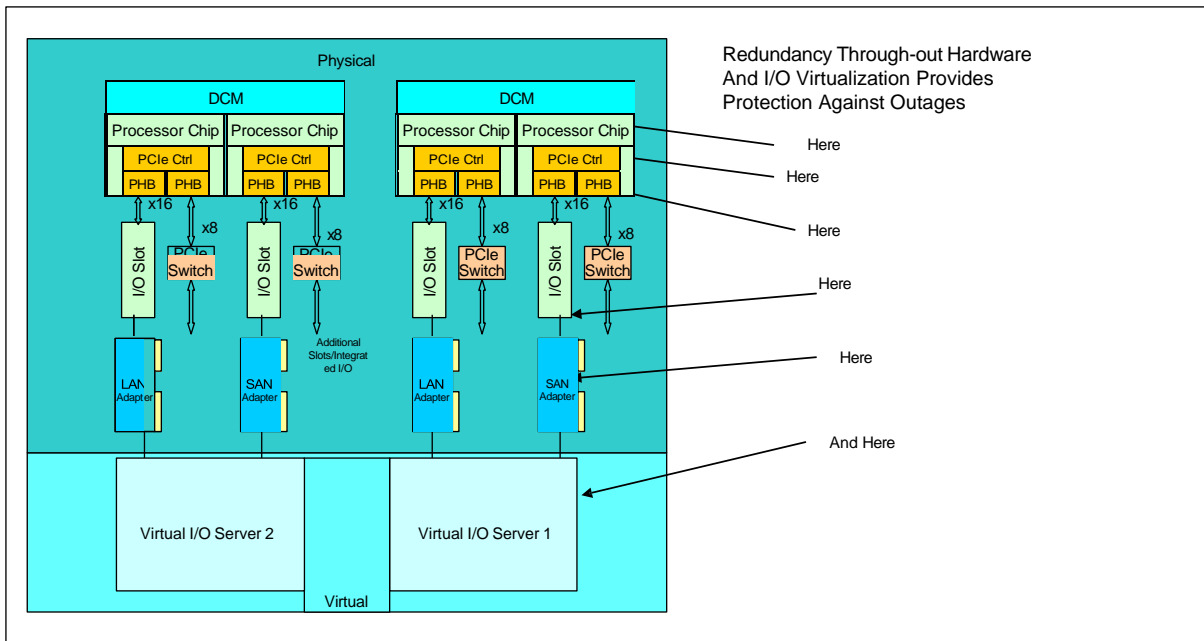 Physical
Redundancy Through-out Hardware
And I/O Virtualization Provides
Protection Against Outages
DCM
DCM
Processor Chip
Processor Chip
Processor Chip
Processor Chip
Here
PCIe Ctrl
PCIe Ctrl
PCIe Ctrl
PCIe Ctrl
Here
PHB
PHB
PHB
PHB
PHB
PHB
PHB
PHB
x16
x16
x16
x16
Here
x8
x8
x8
x8
I/O Slot
PCIe
Switch
I/O Slot
PCIe
Switch
I/O Slot
PCIe
Switch
I/O Slot
PCIe
Switch
Here
Additional
Slots/Integrat
ed I/O
Here
LAN
Adapter
SAN
Adapter
LAN
Adapter
SAN
Adapter
And Here
Virtual I/O Server 2
Virtual I/O Server 1
Virtual